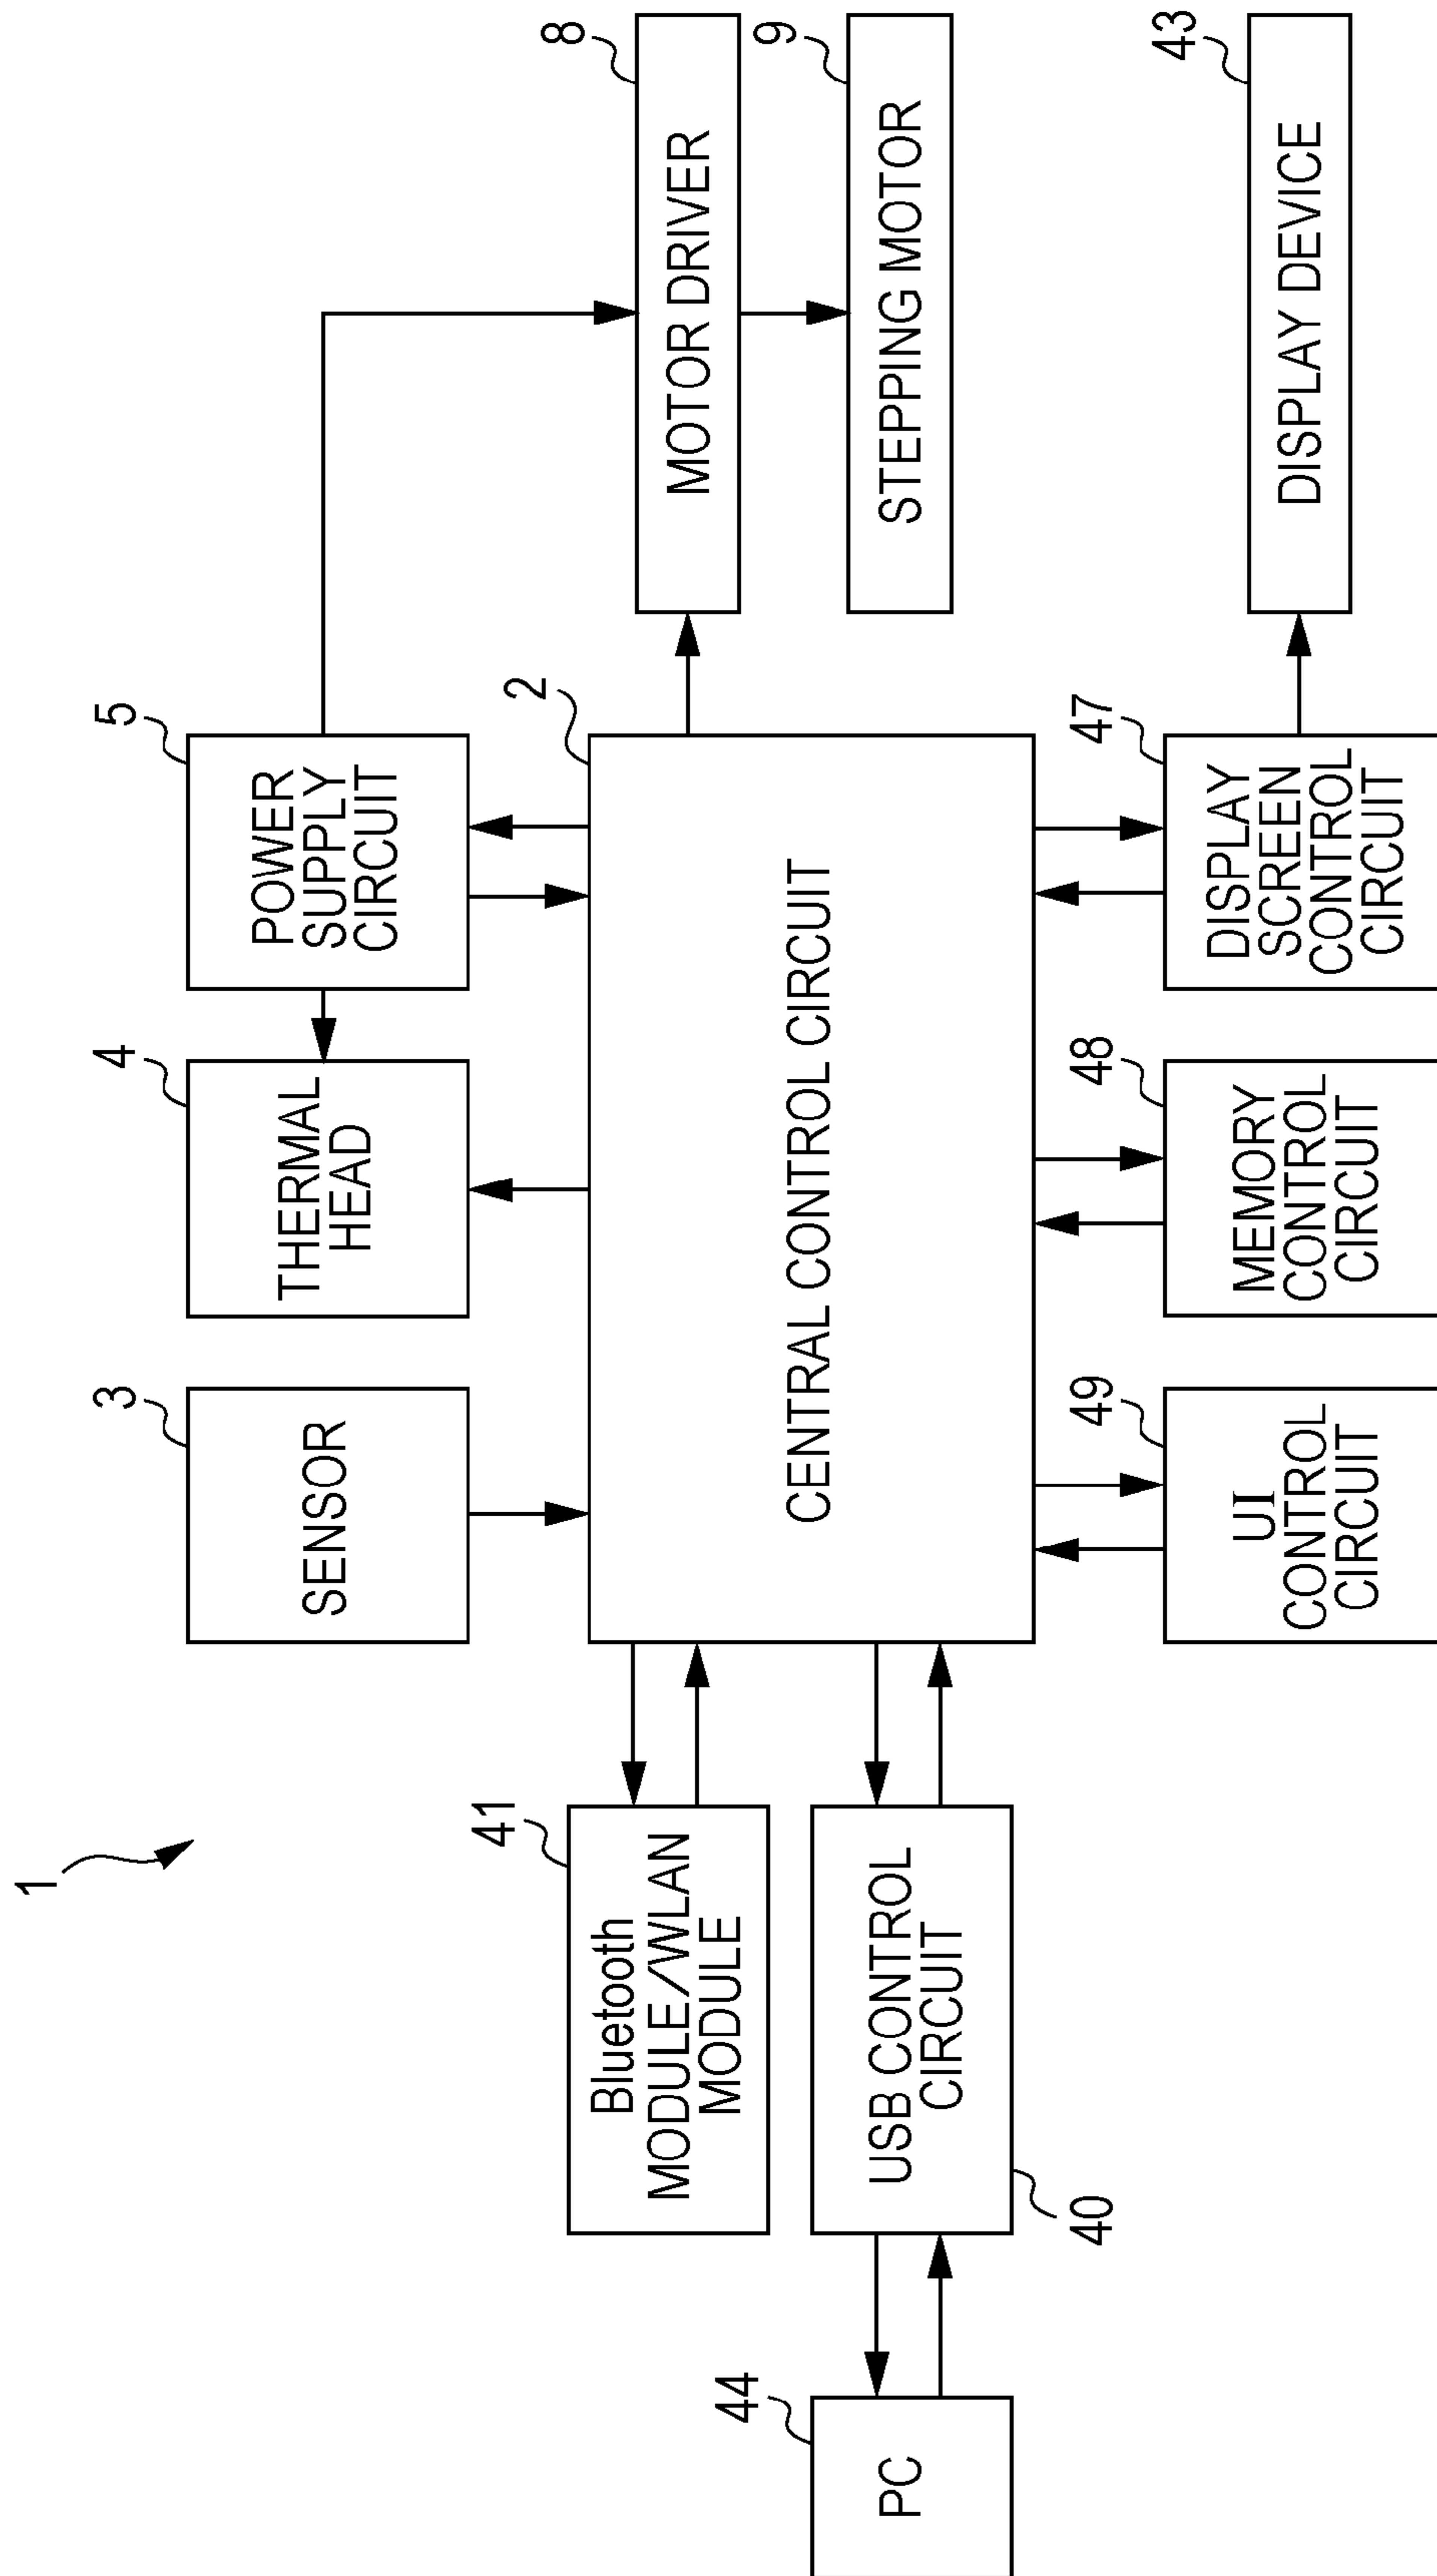 1
3
SENSOR
4
THERMAL
HEAD
5
POWER
SUPPLY
CIRCUIT
2
CENTRAL CONTROL CIRCUIT
8
MOTOR DRIVER
9
STEPPING MOTOR
41
Bluetooth
MODULE/WLAN
MODULE
44
PC
USB CONTROL
CIRCUIT
40
49
UI
CONTROL
CIRCUIT
48
MEMORY
CONTROL
CIRCUIT
47
DISPLAY
SCREEN
CONTROL
CIRCUIT
43
DISPLAY DEVICE